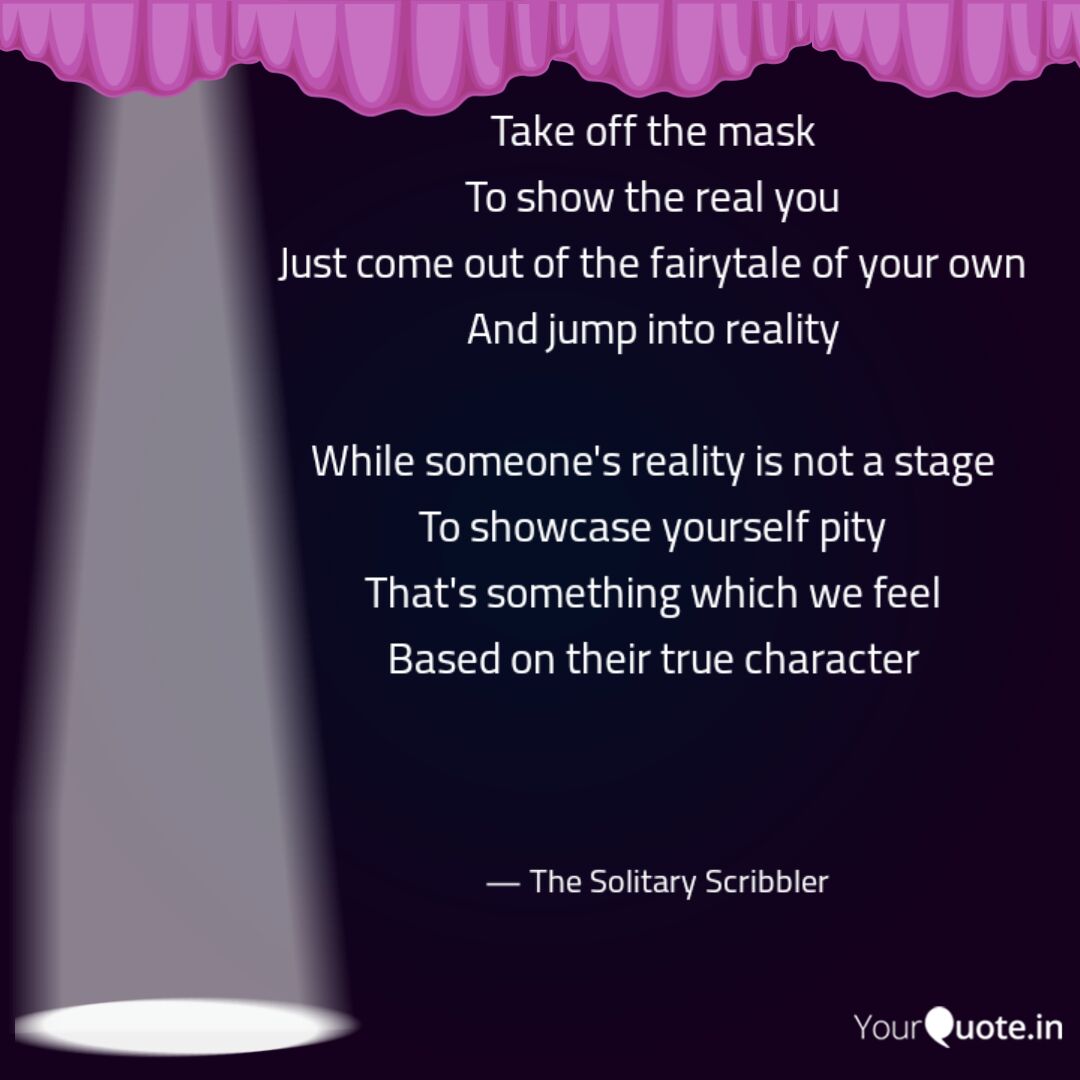 Take off the mask
To show the real you
Just come out of the fairytale of your own
And jump into reality
While someone's reality is not a stage
To showcase yourself pity
That's something which we feel
Based on their true character
— The Solitary Scribbler
YourQuote.in